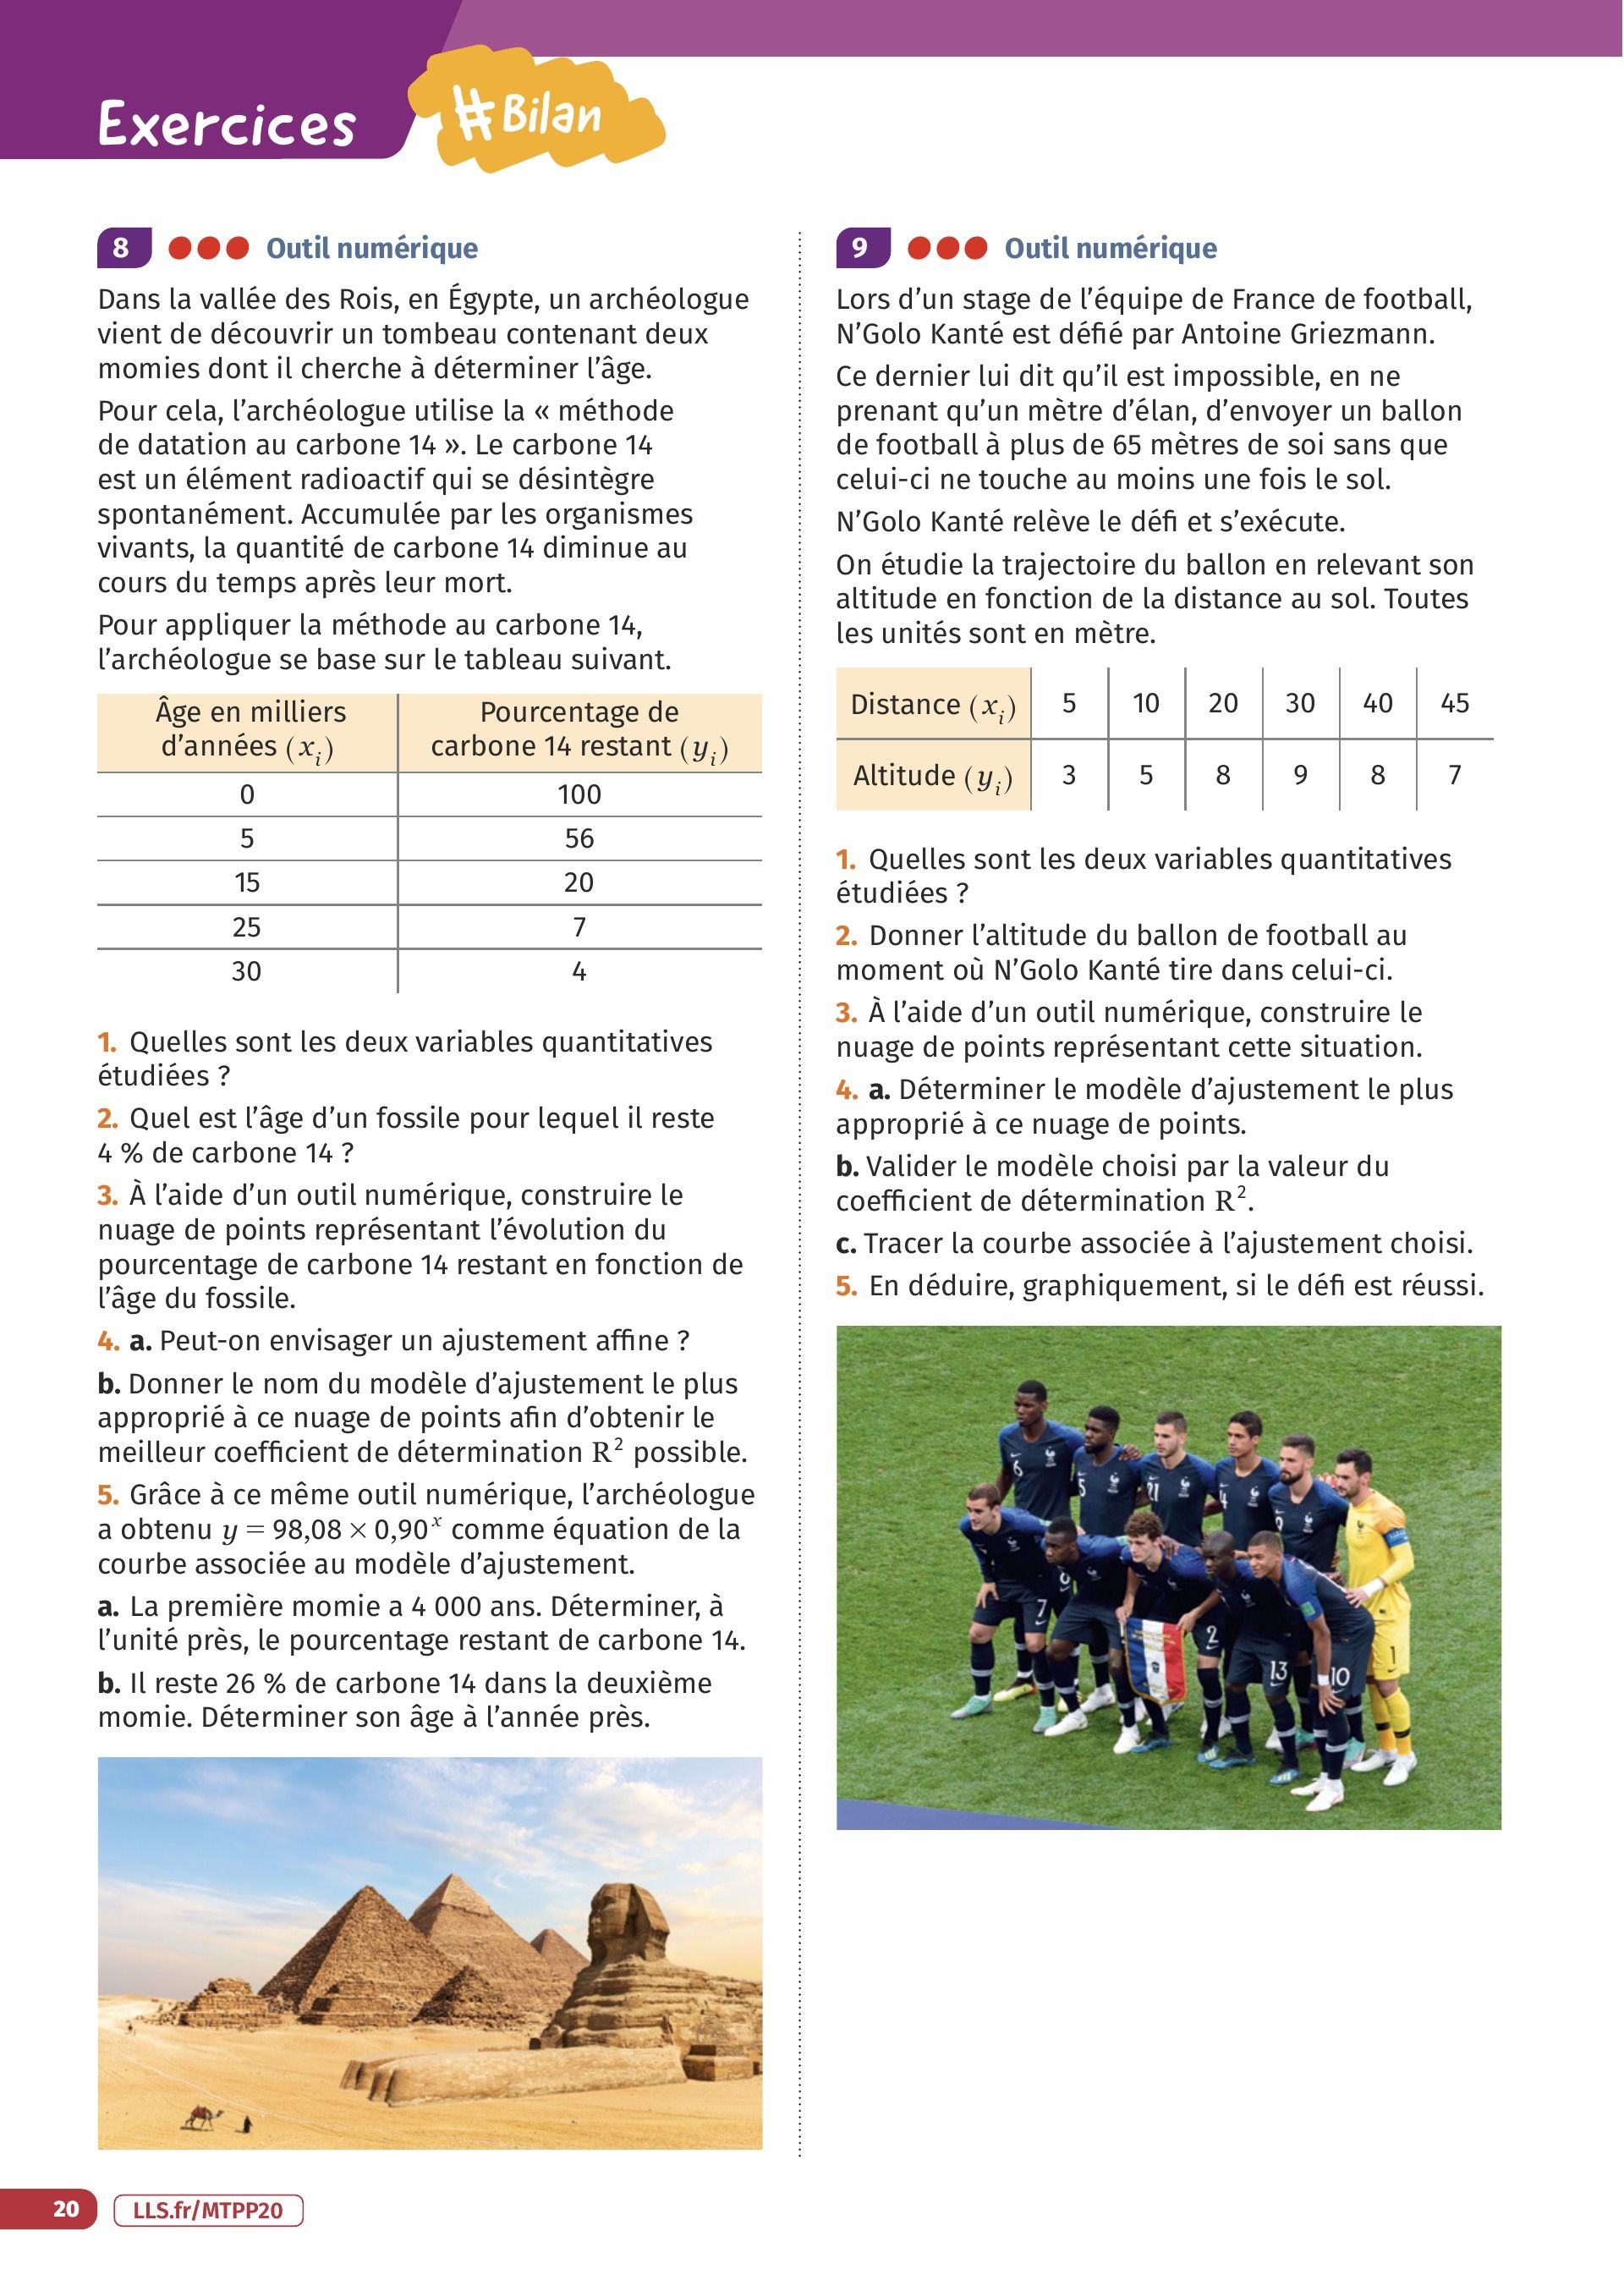 Exercices
#Bilan
8 Outil numérique
Dans la vallée des Rois, en Égypte, un archéologue
vient de découvrir un tombeau contenant deux
momies dont il cherche à déterminer l’âge.
Pour cela, l’archéologue utilise la « méthode
de datation au carbone 14 ». Le carbone 14
est un élément radioactif qui se désintègre
spontanément. Accumulée par les organismes
vivants, la quantité de carbone 14 diminue au
cours du temps après leur mort.
Pour appliquer la méthode au carbone 14,
l’archéologue se base sur le tableau suivant.
Âge en milliers
d’années (xᵢ)
Pourcentage de
carbone 14 restant (yᵢ)
0 100
5 56
15 20
25 7
30 4
1. Quelles sont les deux variables quantitatives
étudiées ?
2. Quel est l’âge d’un fossile pour lequel il reste
4 % de carbone 14 ?
3. À l’aide d’un outil numérique, construire le
nuage de points représentant l’évolution du
pourcentage de carbone 14 restant en fonction de
l’âge du fossile.
4. a. Peut-on envisager un ajustement affine ?
b. Donner le nom du modèle d’ajustement le plus
approprié à ce nuage de points afin d’obtenir le
meilleur coefficient de détermination R² possible.
5. Grâce à ce même outil numérique, l’archéologue
a obtenu y = 98,08 × 0,90ˣ comme équation de la
courbe associée au modèle d’ajustement.
a. La première momie a 4 000 ans. Déterminer, à
l’unité près, le pourcentage restant de carbone 14.
b. Il reste 26 % de carbone 14 dans la deuxième
momie. Déterminer son âge à l’année près.
9 Outil numérique
Lors d’un stage de l’équipe de France de football,
N’Golo Kanté est défié par Antoine Griezmann.
Ce dernier lui dit qu’il est impossible, en ne
prenant qu’un mètre d’élan, d’envoyer un ballon
de football à plus de 65 mètres de soi sans que
celui-ci ne touche au moins une fois le sol.
N’Golo Kanté relève le défi et s’exécute.
On étudie la trajectoire du ballon en relevant son
altitude en fonction de la distance au sol. Toutes
les unités sont en mètre.
Distance (xᵢ) 5 10 20 30 40 45
Altitude (yᵢ) 3 5 8 9 8 7
1. Quelles sont les deux variables quantitatives
étudiées ?
2. Donner l’altitude du ballon de football au
moment où N’Golo Kanté tire dans celui-ci.
3. À l’aide d’un outil numérique, construire le
nuage de points représentant cette situation.
4. a. Déterminer le modèle d’ajustement le plus
approprié à ce nuage de points.
b. Valider le modèle choisi par la valeur du
coefficient de détermination R².
c. Tracer la courbe associée à l’ajustement choisi.
5. En déduire, graphiquement, si le défi est réussi.
6
5
21
4
9
7
2
13
10
1
20
LLS.fr/MTPP20